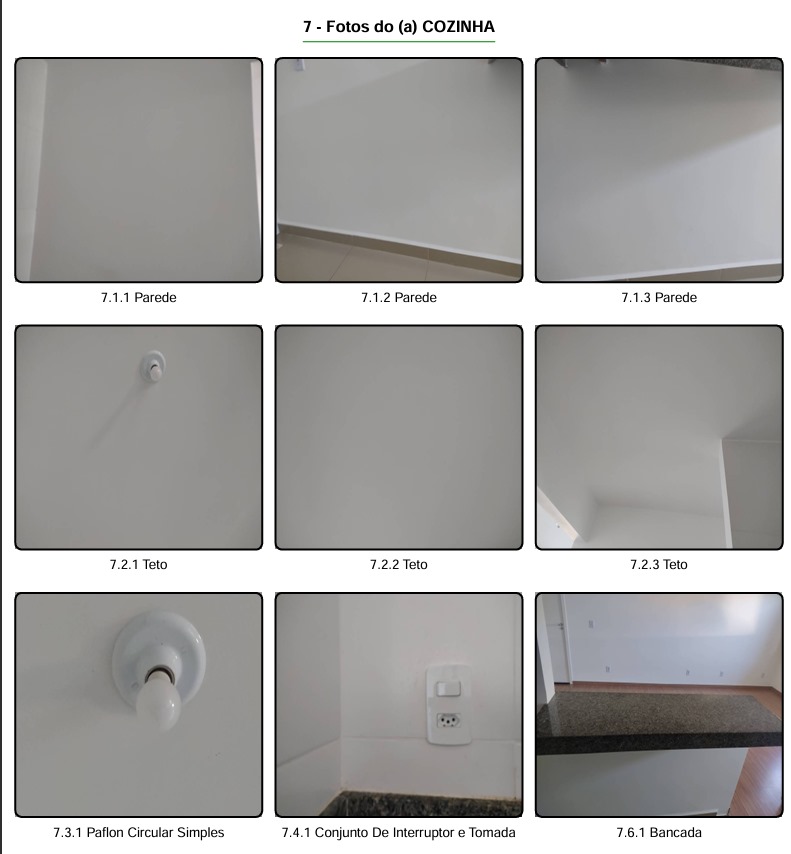 7 - Fotos do (a) COZINHA
7.1.1 Parede
7.1.2 Parede
7.1.3 Parede
7.2.1 Teto
7.2.2 Teto
7.2.3 Teto
7.3.1 Paflon Circular Simples
7.4.1 Conjunto De Interruptor e Tomada
7.6.1 Bancada